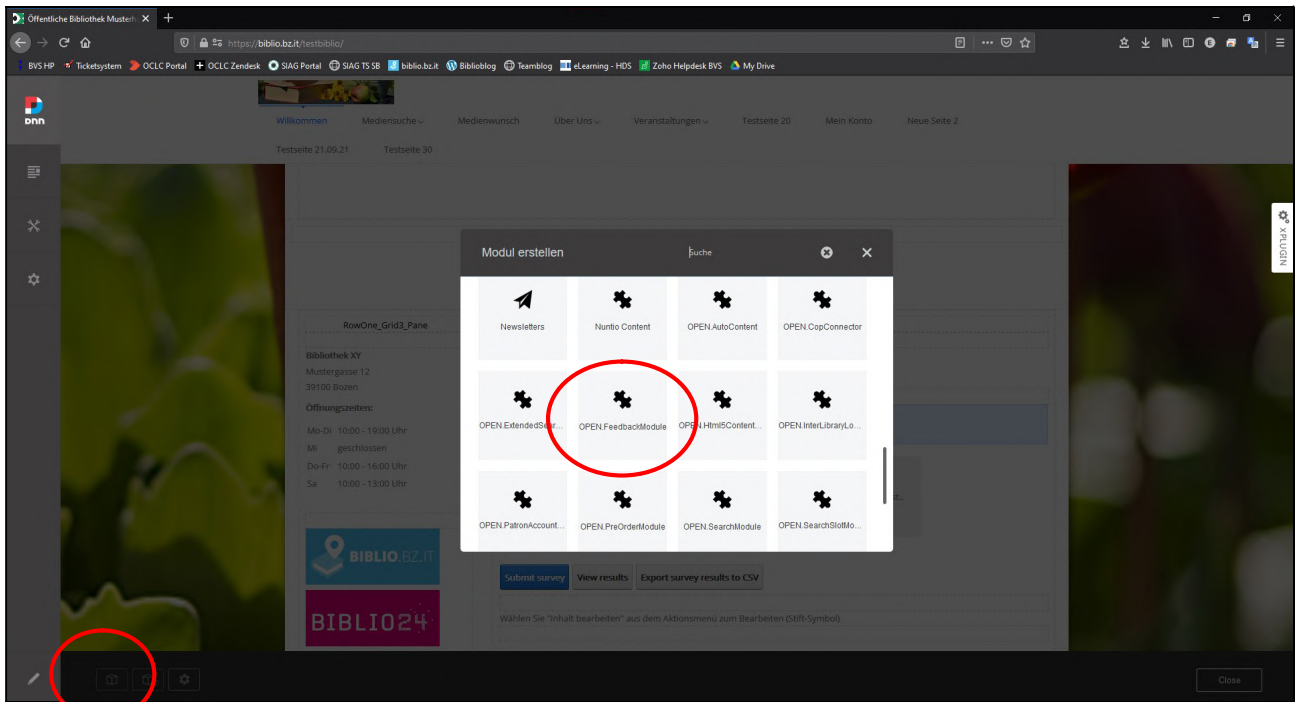 Öffentliche Bibliothek Musterh
https://biblio.bz.it/testbiblio/
BVS HP Ticketsystem OCLC Portal OCLC Zendesk SIAG Portal SIAG TS SB biblio.bz.it Biblioblog Teamblog eLearning - HDS Zoho Helpdesk BVS My Drive
dnn
Willkommen Mediensuche Medienwunsch Über Uns Veranstaltungen Testseite 20 Mein Konto Neue Seite 2
Testseite 21.09.21 Testseite 30
XPLUGIN
Modul erstellen Suche
Newsletters Nuntio Content OPEN.AutoContent OPEN.CopConnector
OPEN.ExtendedSear... OPEN.FeedbackModule OPEN.Html5Content... OPEN.InterLibraryLo...
OPEN.PatronAccount... OPEN.PreOrderModule OPEN.SearchModule OPEN.SearchSlotMo...
RowOne_Grid3_Pane
Bibliothek XY
Mustergasse 12
39100 Bozen
Öffnungszeiten:
Mo-Di 10:00 - 19:00 Uhr
Mi geschlossen
Do-Fr 10:00 - 16:00 Uhr
Sa 10:00 - 13:00 Uhr
BIBLIO.BZ.IT
BIBLIO24
Submit survey View results Export survey results to CSV
Wählen Sie "Inhalt bearbeiten" aus dem Aktionsmenü zum Bearbeiten (Stift-Symbol)
Close